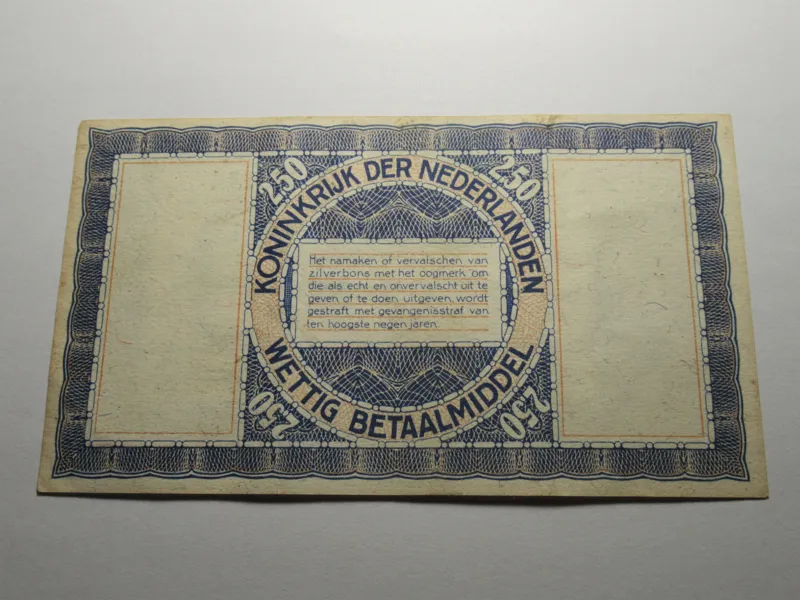 2.50
2.50
KONINKRIJK DER NEDERLANDEN
Het namaken of vervalschen van
zilverbons met het oogmerk om
die als echt en onvervalscht uit te
geven of te doen uitgeven, wordt
gestraft met gevangenisstraf van
ten hoogste negen jaren.
WETTIG BETAALMIDDEL
2.50
2.50